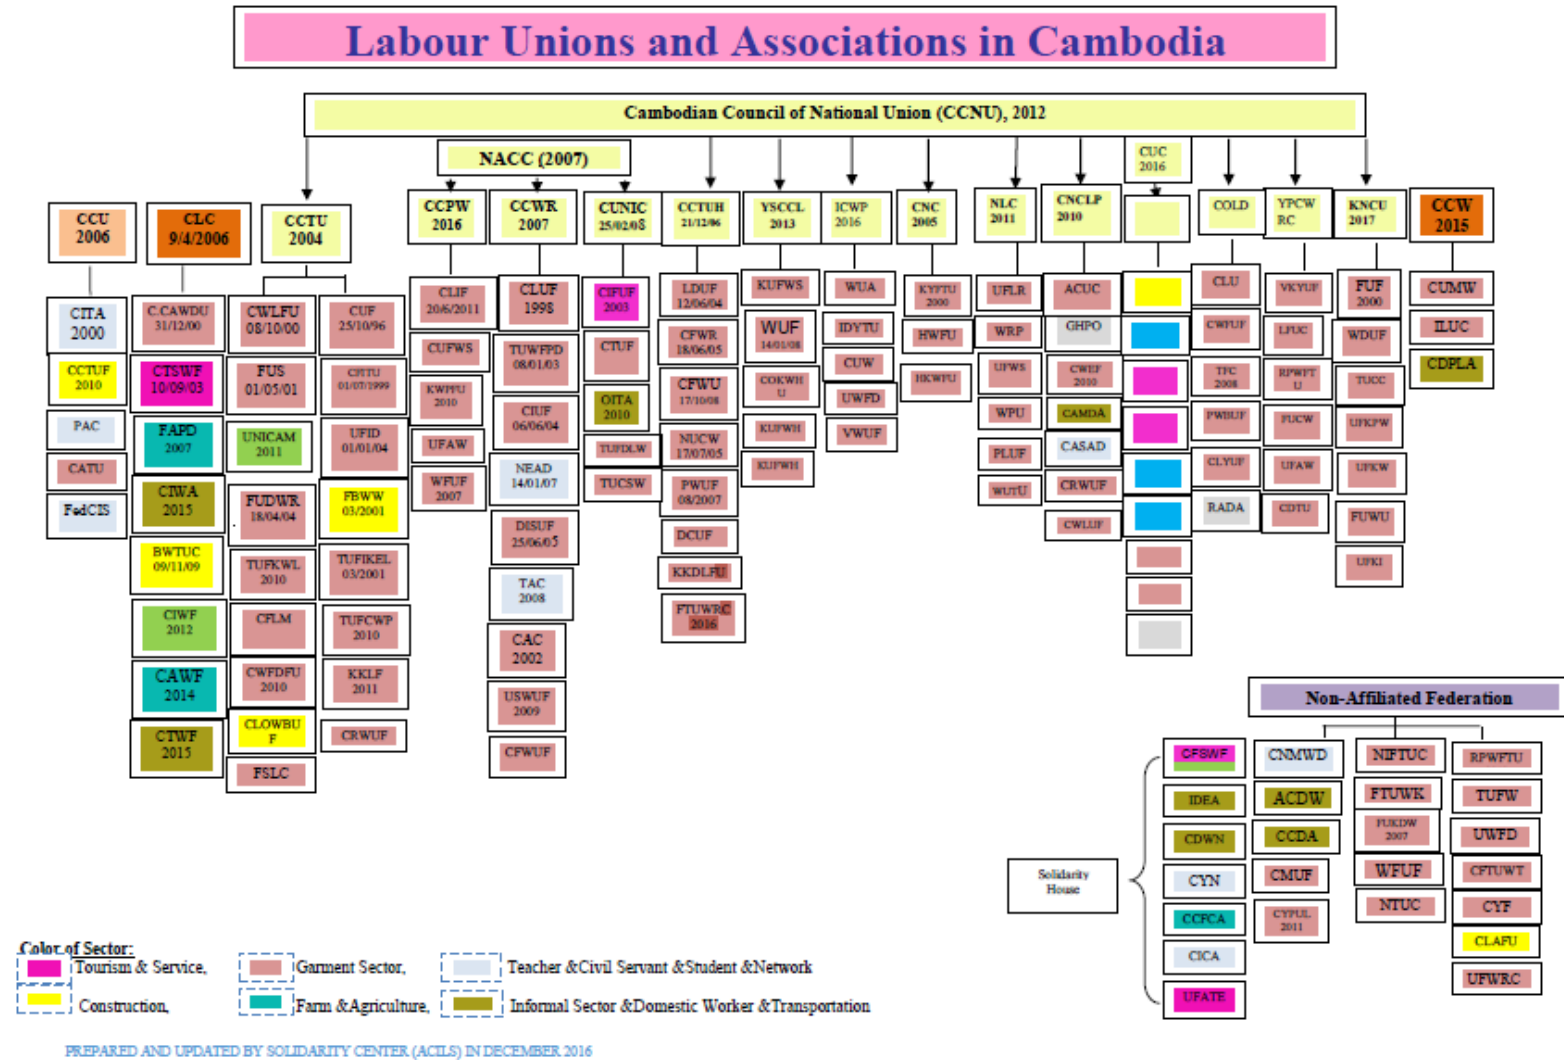 Labour Unions and Associations in Cambodia
Cambodian Council of National Union (CCNU), 2012
NACC (2007)
CUC
2016
CCU
2006
CLC
9/4/2006
CCTU
2004
CCPW
2016
CCWR
2007
CUNIC
25/02/08
CCTUH
21/12/06
YSCCL
2013
ICWP
2016
CNC
2005
NLC
2011
CNCLP
2010
COLD
YPCW
RC
KNCU
2017
CCW
2015
CITA
2000
CCTUF
2010
PAC
CATU
FedCIS
C.CAWDU
31/12/00
CTSWF
10/09/03
FAPD
2007
CIWA
2015
BWTUC
09/11/09
CIWF
2012
CAWF
2014
CTWF
2015
CWLFU
08/10/00
FUS
01/05/01
UNICAM
2011
FUDWR
18/04/04
TUFKWL
2010
CFLM
CWFDFU
2010
CLOWBU
F
FSLC
CUF
25/10/96
CFITU
01/07/1999
UFID
01/01/04
FBWW
03/2001
TUFIKEL
03/2001
TUFCWP
2010
KKLF
2011
CRWUF
CLIF
20/6/2011
CUFWS
KWPFU
2010
UFAW
WFUF
2007
CLUF
1998
TUWFPD
08/01/03
CIUF
06/06/04
NEAD
14/01/07
DISUF
25/06/05
TAC
2008
CAC
2002
USWUF
2009
CFWUF
CIFUF
2003
CTUF
OITA
2010
TUFDLW
TUCSW
LDUF
12/06/04
CFWR
18/06/05
CFWU
17/10/08
NUCW
17/07/05
PWUF
08/2007
DCUF
KKDLFU
FTUWRC
2016
KUFWS
WUF
14/01/08
COKWH
U
KUFWH
KUFWH
WUA
IDYTU
CUW
UWFD
VWUF
KYFTU
2000
HWFU
HKWFU
UFLR
WRP
UFWS
WPU
PLUF
WUTU
ACUC
GHPO
CWEF
2010
CAMDA
CASAD
CRWUF
CWLUF
CLU
CWFUF
TFC
2008
PWBUF
CLYUF
RADA
VKYUF
LFUC
RPWFT
U
FUCW
UFAW
CDTU
FUF
2000
WDUF
TUCC
UFKPW
UFKW
FUWU
UFKI
CUMW
ILUC
CDPLA
Non-Affiliated Federation
Solidarity
House
CFSWF
IDEA
CDWN
CYN
CCFCA
CICA
UFATE
CNMWD
ACDW
CCDA
CMUF
CYPUL
2011
NIFTUC
FTUWK
FUKDW
2007
WFUF
NTUC
RPWFTU
TUFW
UWFD
CFTUWT
CYF
CLAFU
UFWRC
Color of Sector:
Tourism & Service,
Garment Sector,
Teacher &Civil Servant &Student &Network
Construction,
Farm &Agriculture,
Informal Sector &Domestic Worker &Transportation
PREPARED AND UPDATED BY SOLIDARITY CENTER (ACILS) IN DECEMBER 2016